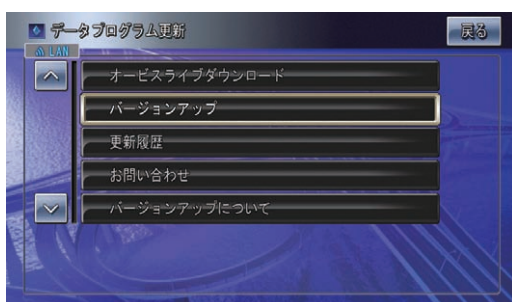 データプログラム更新
戻る
LAN
オービスライブダウンロード
バージョンアップ
更新履歴
お問い合わせ
バージョンアップについて